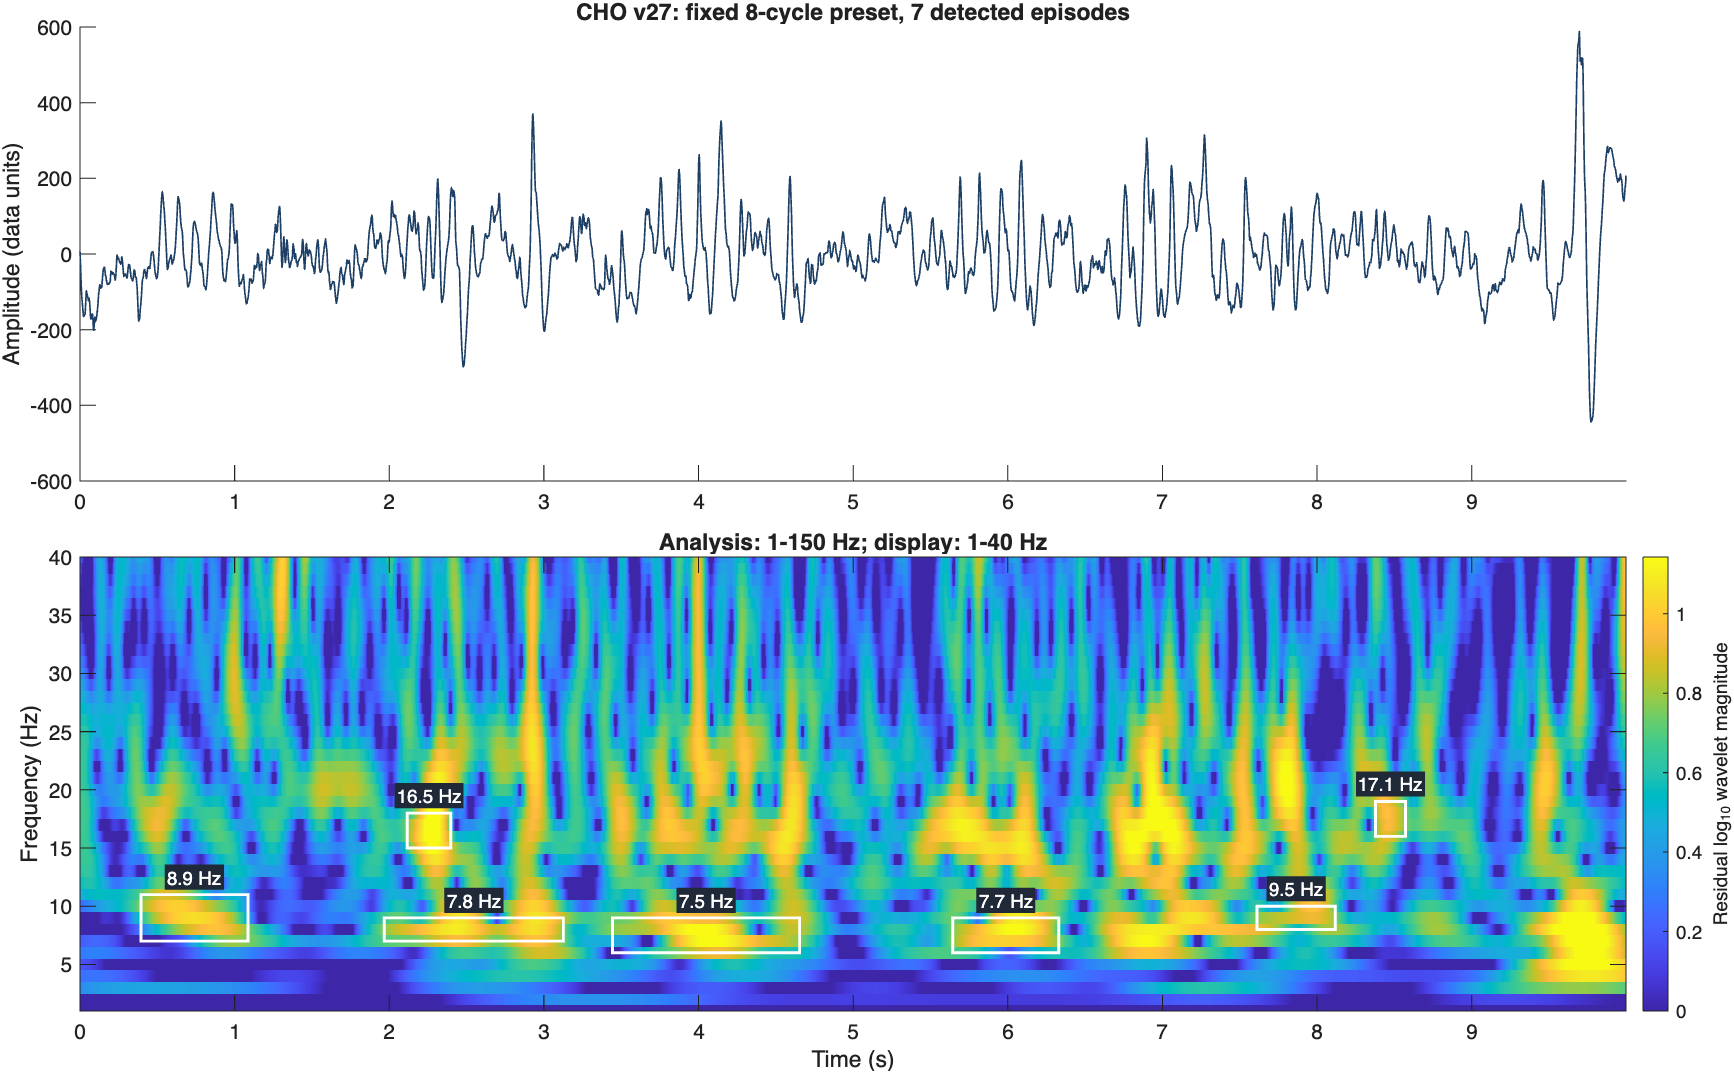 CHO v27: fixed 8-cycle preset, 7 detected episodes
Amplitude (data units)
600
400
200
0
-200
-400
-600
0 1 2 3 4 5 6 7 8 9
Analysis: 1-150 Hz; display: 1-40 Hz
Frequency (Hz)
40
35
30
25
20
15
10
5
16.5 Hz
17.1 Hz
8.9 Hz
7.8 Hz
7.5 Hz
7.7 Hz
9.5 Hz
0 1 2 3 4 5 6 7 8 9
Time (s)
1
0.8
0.6
0.4
0.2
0
Residual log₁₀ wavelet magnitude